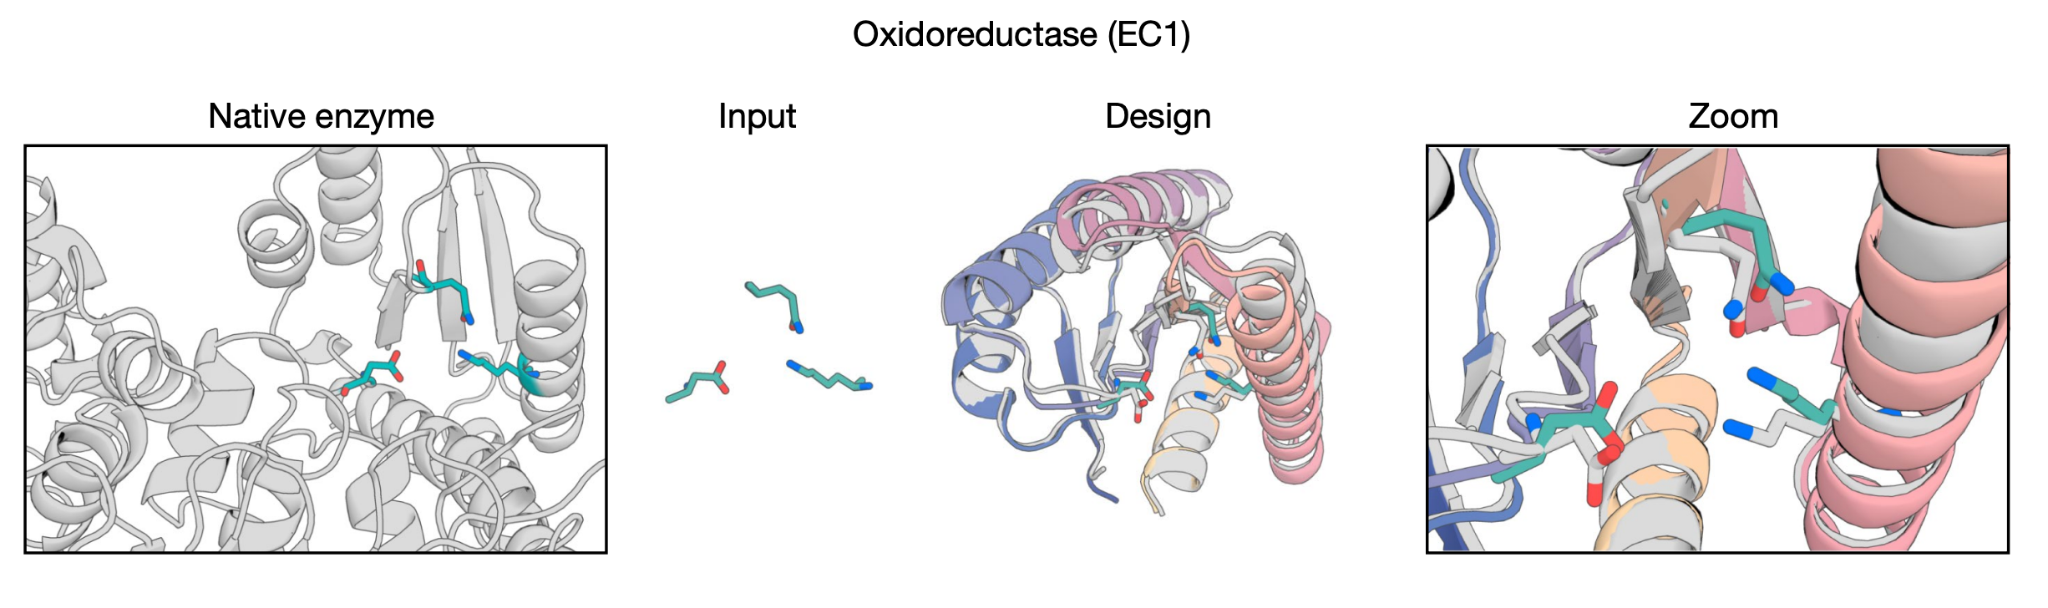 Oxidoreductase (EC1)
Native enzyme
Input
Design
Zoom